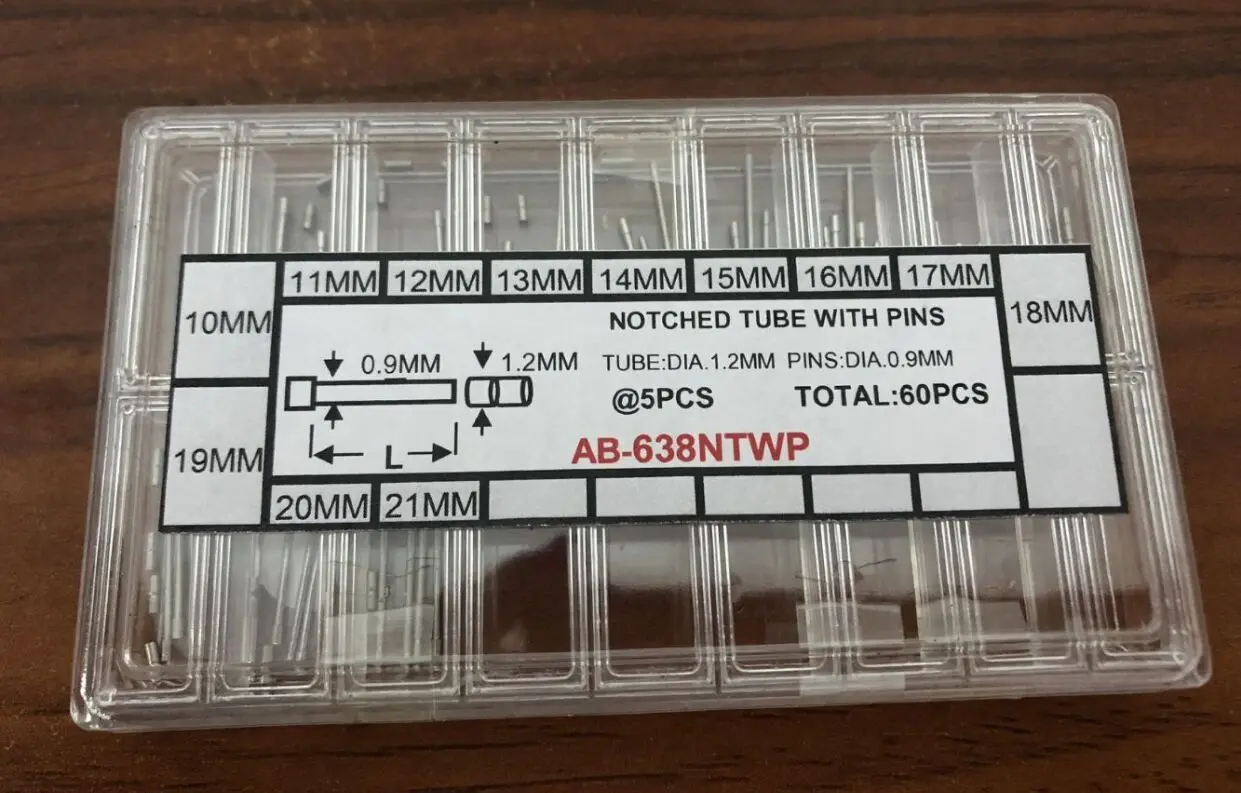 11MM 12MM 13MM 14MM 15MM 16MM 17MM
10MM 18MM
NOTCHED TUBE WITH PINS
0.9MM 1.2MM TUBE:DIA.1.2MM PINS:DIA.0.9MM
@5PCS TOTAL:60PCS
L AB-638NTWP
19MM
20MM 21MM